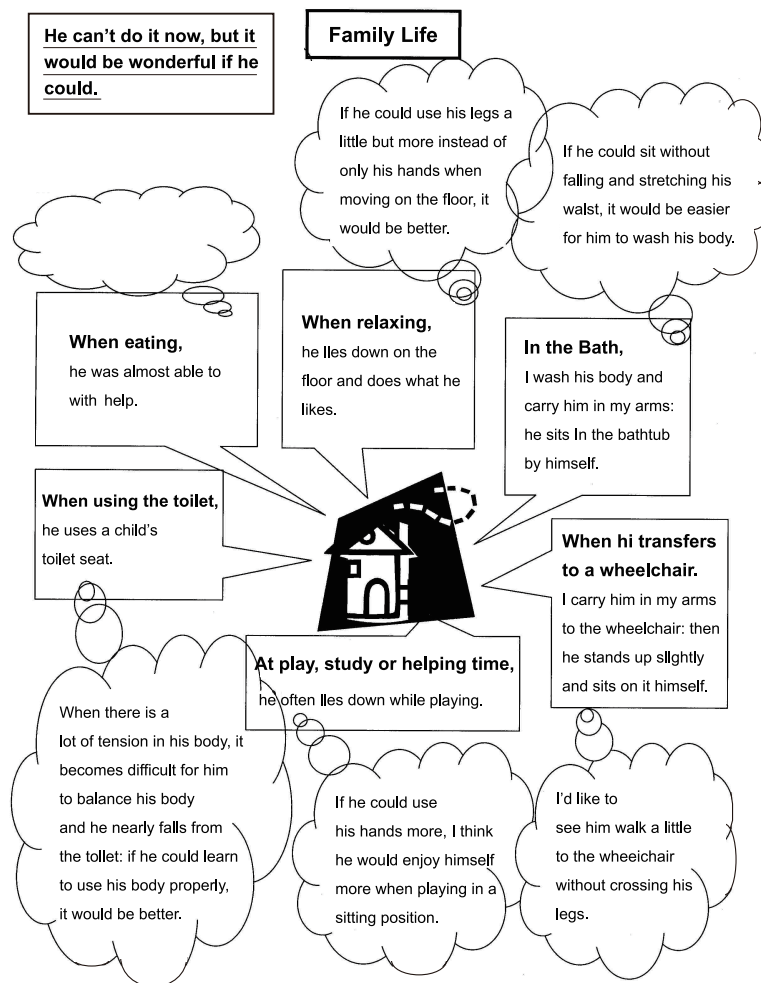 He can't do it now, but it
would be wonderful if he
could.
Family Life
If he could use his legs a
little but more instead of
only his hands when
moving on the floor, it
would be better.
If he could sit without
falling and stretching his
walst, it would be easier
for him to wash his body.
When eating,
he was almost able to
with help.
When relaxing,
he lles down on the
floor and does what he
likes.
In the Bath,
I wash his body and
carry him in my arms:
he sits In the bathtub
by himself.
When using the toilet,
he uses a child's
toilet seat.
When hi transfers
to a wheelchair.
I carry him in my arms
to the wheelchair: then
he stands up sllghtly
and sits on it himself.
At play, study or helping time,
he often lles down while playing.
When there is a
lot of tension in his body, it
becomes difficult for him
to balance his body
and he nearly falls from
the tollet: if he could learn
to use his body properly,
it would be better.
If he could use
his hands more, I think
he would enjoy himself
more when playing in a
sitting position.
I'd like to
see him walk a little
to the wheeichair
without crossing his
legs.